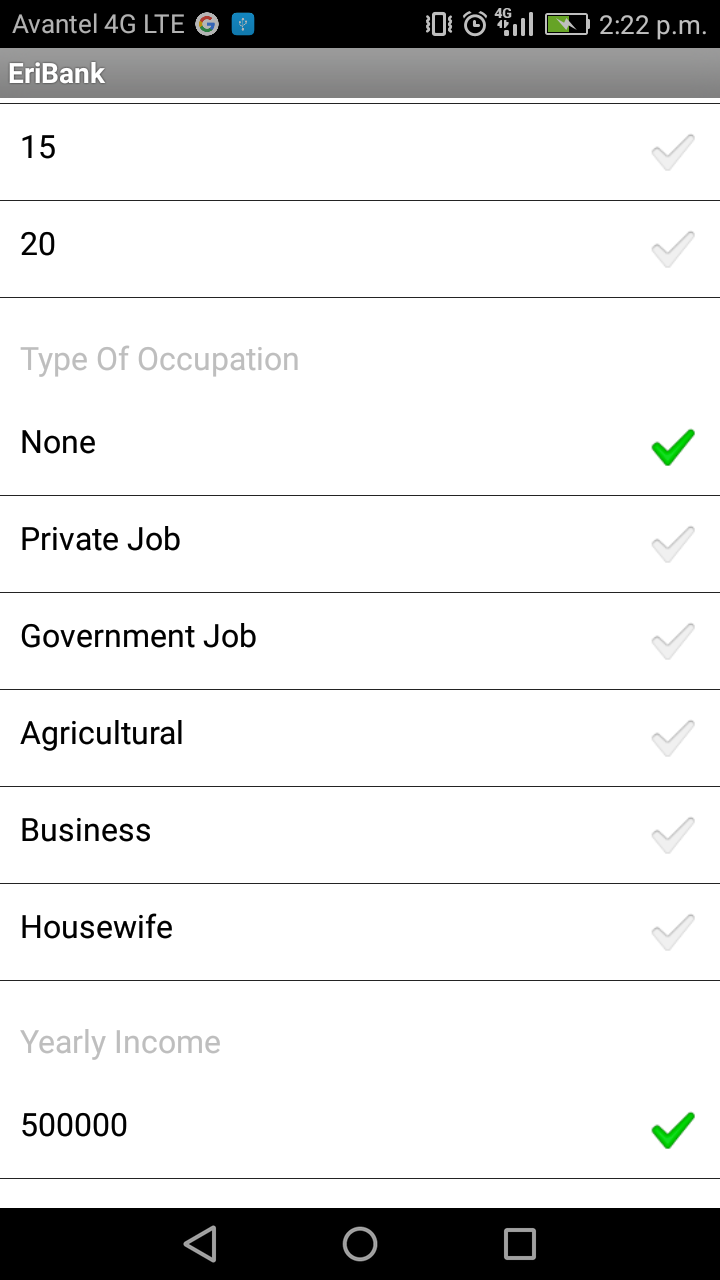 Avantel 4G LTE 4G 2:22 p.m.
EriBank
15
20
Type Of Occupation
None
Private Job
Government Job
Agricultural
Business
Housewife
Yearly Income
500000